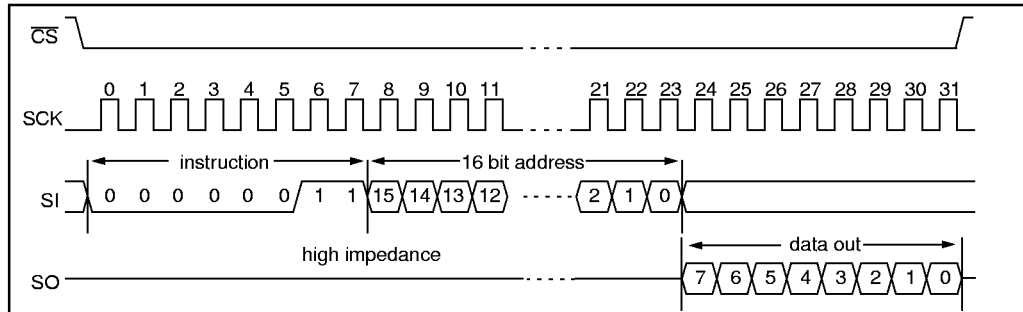 CS
0 1 2 3 4 5 6 7 8 9 10 11 21 22 23 24 25 26 27 28 29 30 31
SCK
instruction 16 bit address
SI 0 0 0 0 0 0 1 1 15 14 13 12 2 1 0
high impedance data out
SO 7 6 5 4 3 2 1 0